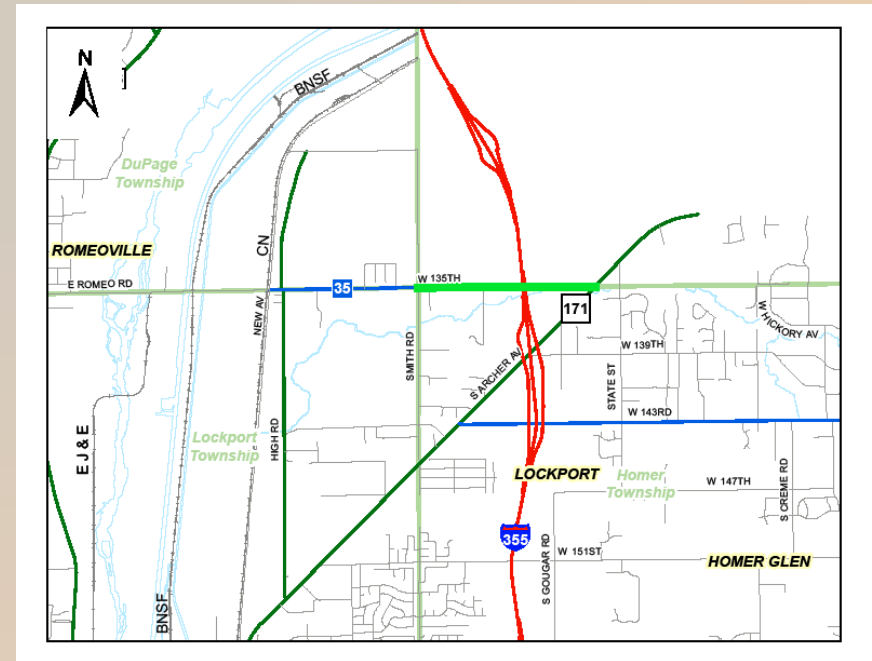 N
BNSF
DuPage
Township
CN
ROMEOVILLE
E ROMEO RD
35
W 135TH
171
NEW AV
W HICKORY AV
SMITH RD
S ARCHER AV
W 139TH
STATE ST
W 143RD
HIGH RD
E J & E
Lockport
Township
LOCKPORT
Homer
Township
W 147TH
S CREME RD
355
S GOUGAR RD
W 151ST
HOMER GLEN
BNSF